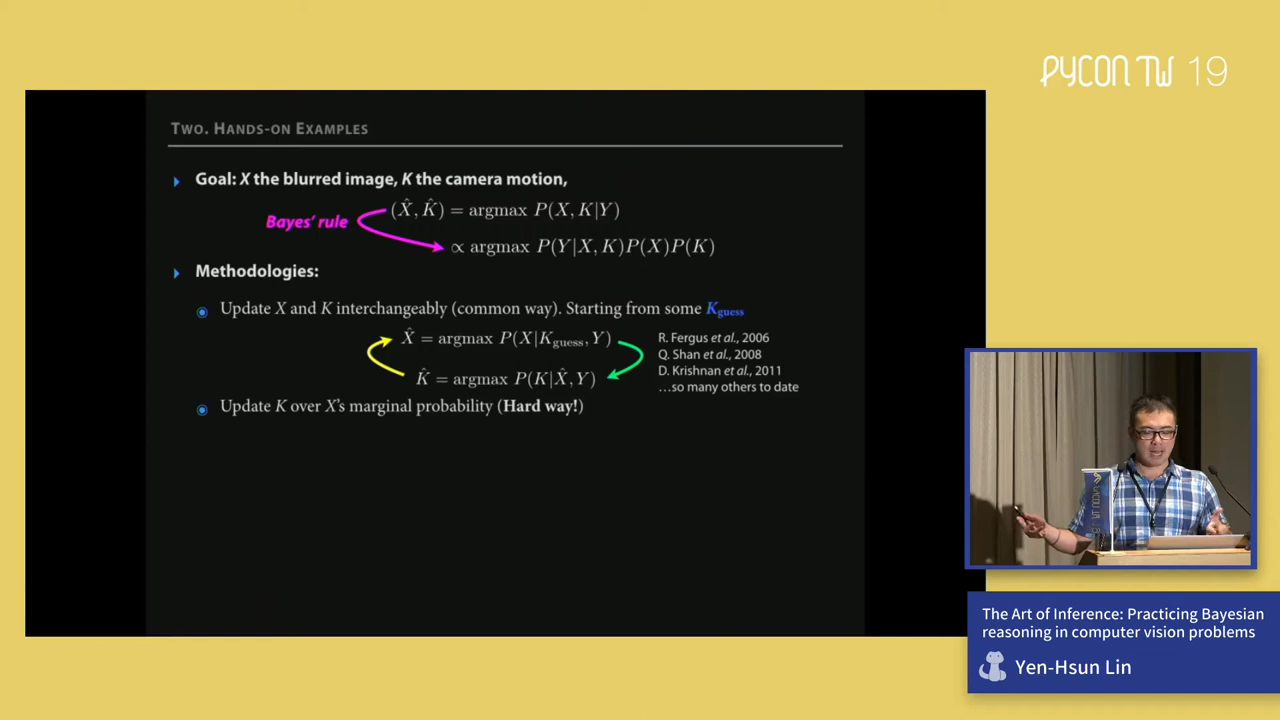 PYCON TW 19
TWO. HANDS-ON EXAMPLES
Goal: X the blurred image, K the camera motion,
Bayes' rule
(X̂, K̂) = argmax P(X, K|Y)
∝ argmax P(Y|X, K)P(X)P(K)
Methodologies:
Update X and K interchangeably (common way). Starting from some K_guess
X̂ = argmax P(X|K_guess, Y)
K̂ = argmax P(K|X̂, Y)
R. Fergus et al., 2006
Q. Shan et al., 2008
D. Krishnan et al., 2011
…so many others to date
Update K over X's marginal probability (Hard way!)
The Art of Inference: Practicing Bayesian
reasoning in computer vision problems
Yen-Hsun Lin